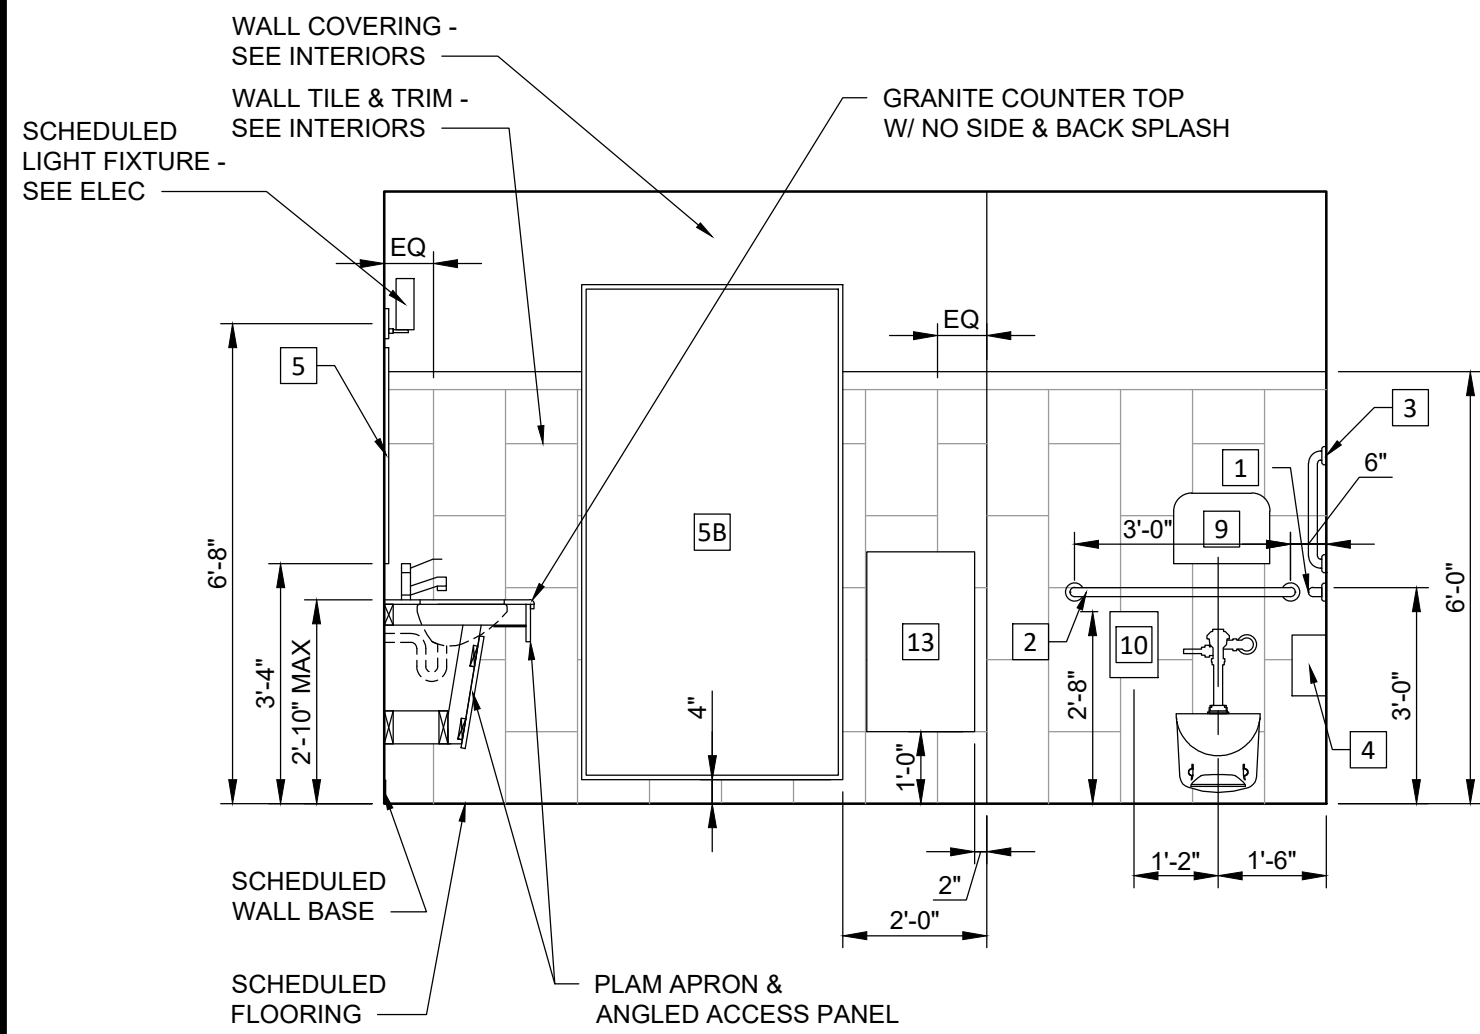 WALL COVERING -
SEE INTERIORS
WALL TILE & TRIM -
SEE INTERIORS
GRANITE COUNTER TOP
W/ NO SIDE & BACK SPLASH
SCHEDULED
LIGHT FIXTURE -
SEE ELEC
EQ
EQ
5
3
1
6"
5B
3'-0"
9
6'-8"
6'-0"
13
2
10
3'-4"
2'-10" MAX
4"
2'-8"
3'-0"
1'-0"
4
1'-2"
1'-6"
2"
2'-0"
SCHEDULED
WALL BASE
SCHEDULED
FLOORING
PLAM APRON &
ANGLED ACCESS PANEL